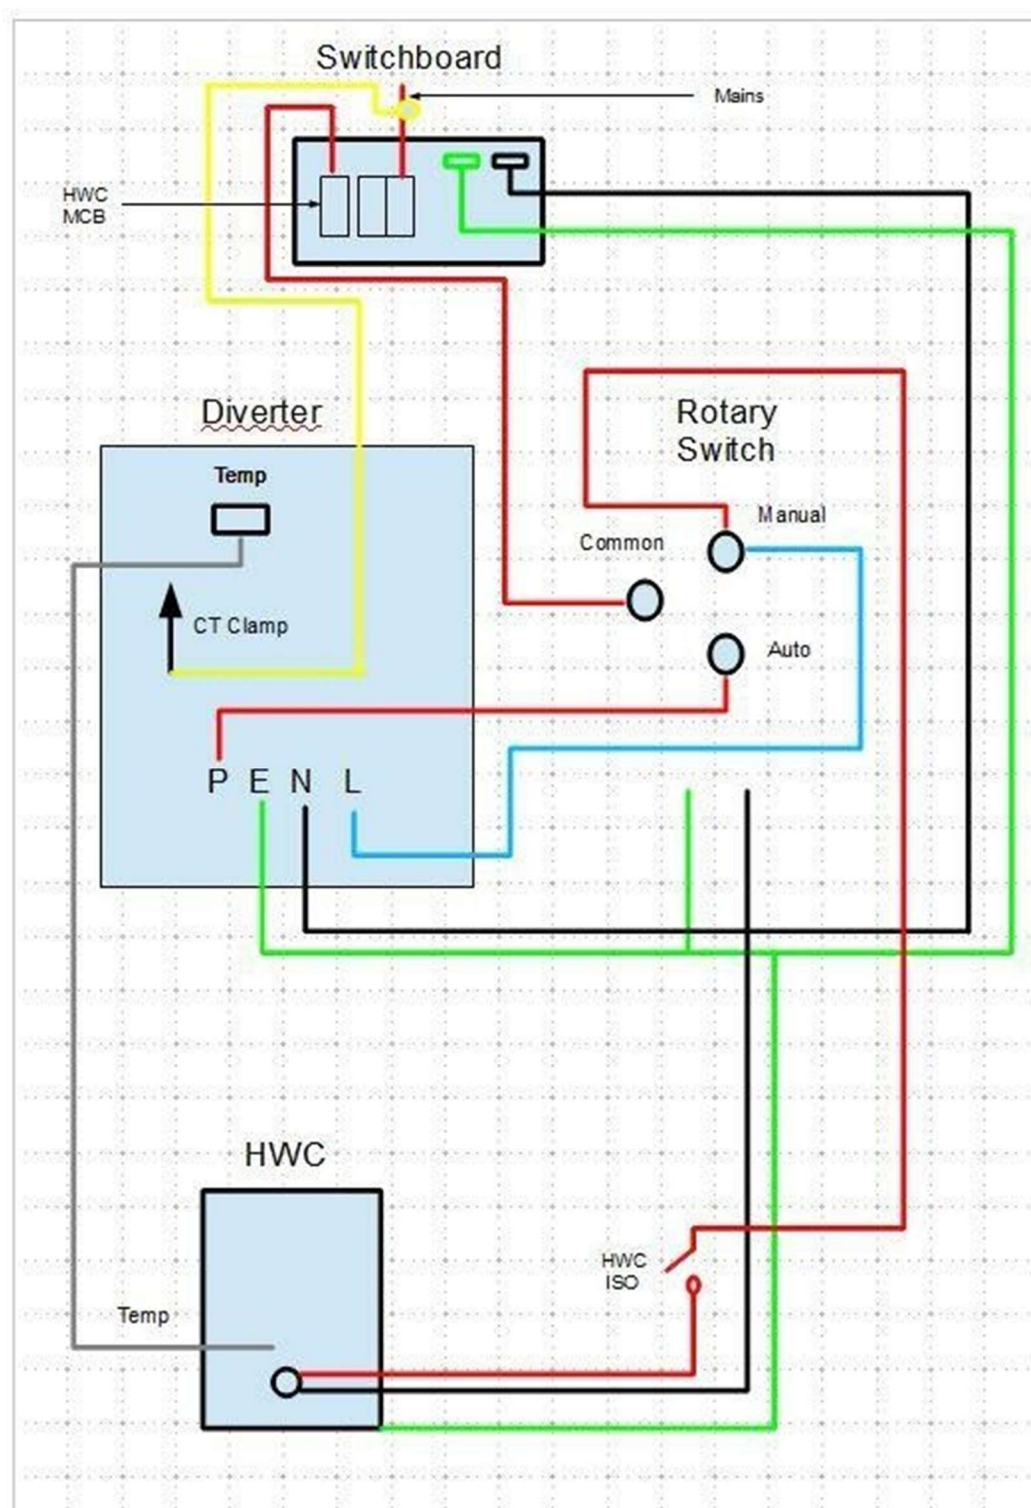 Switchboard
Mains
HWC
MCB
Diverter
Rotary
Switch
Temp
Manual
Common
CT Clamp
Auto
P E N L
HWC
HWC
ISO
Temp